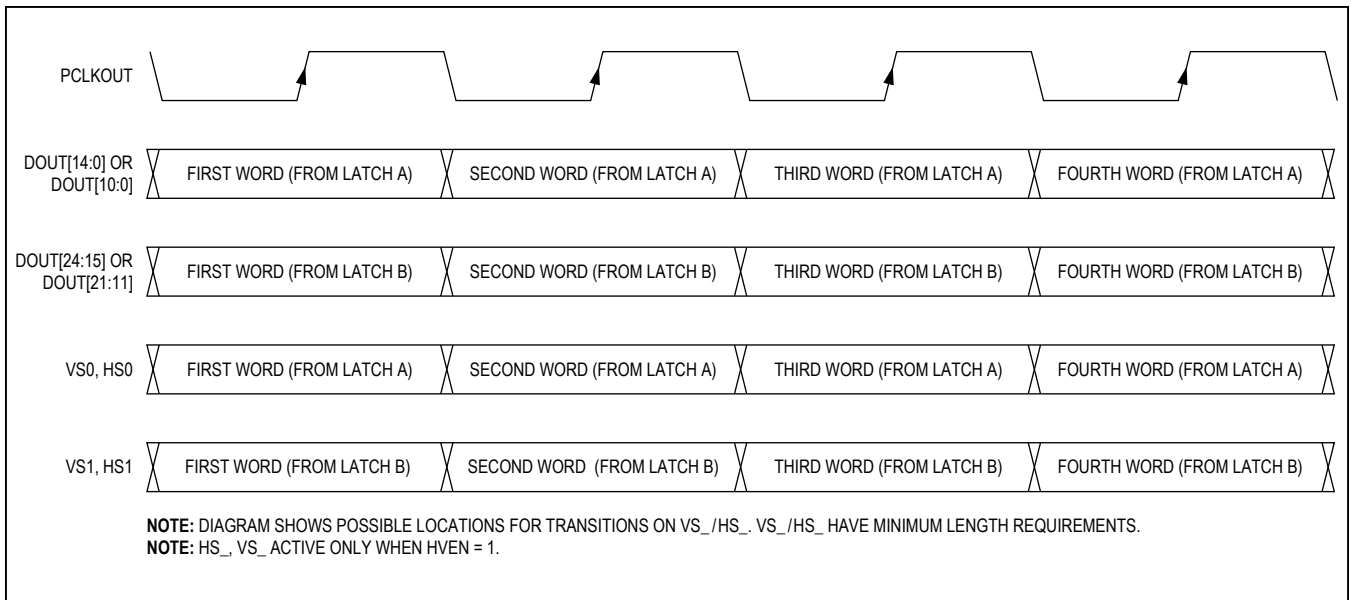 PCLKOUT
DOUT[14:0] OR
DOUT[10:0]
FIRST WORD (FROM LATCH A)
SECOND WORD (FROM LATCH A)
THIRD WORD (FROM LATCH A)
FOURTH WORD (FROM LATCH A)
DOUT[24:15] OR
DOUT[21:11]
FIRST WORD (FROM LATCH B)
SECOND WORD (FROM LATCH B)
THIRD WORD (FROM LATCH B)
FOURTH WORD (FROM LATCH B)
VS0, HS0
FIRST WORD (FROM LATCH A)
SECOND WORD (FROM LATCH A)
THIRD WORD (FROM LATCH A)
FOURTH WORD (FROM LATCH A)
VS1, HS1
FIRST WORD (FROM LATCH B)
SECOND WORD (FROM LATCH B)
THIRD WORD (FROM LATCH B)
FOURTH WORD (FROM LATCH B)
NOTE: DIAGRAM SHOWS POSSIBLE LOCATIONS FOR TRANSITIONS ON VS_/HS_. VS_/HS_ HAVE MINIMUM LENGTH REQUIREMENTS.
NOTE: HS_, VS_ ACTIVE ONLY WHEN HVEN = 1.